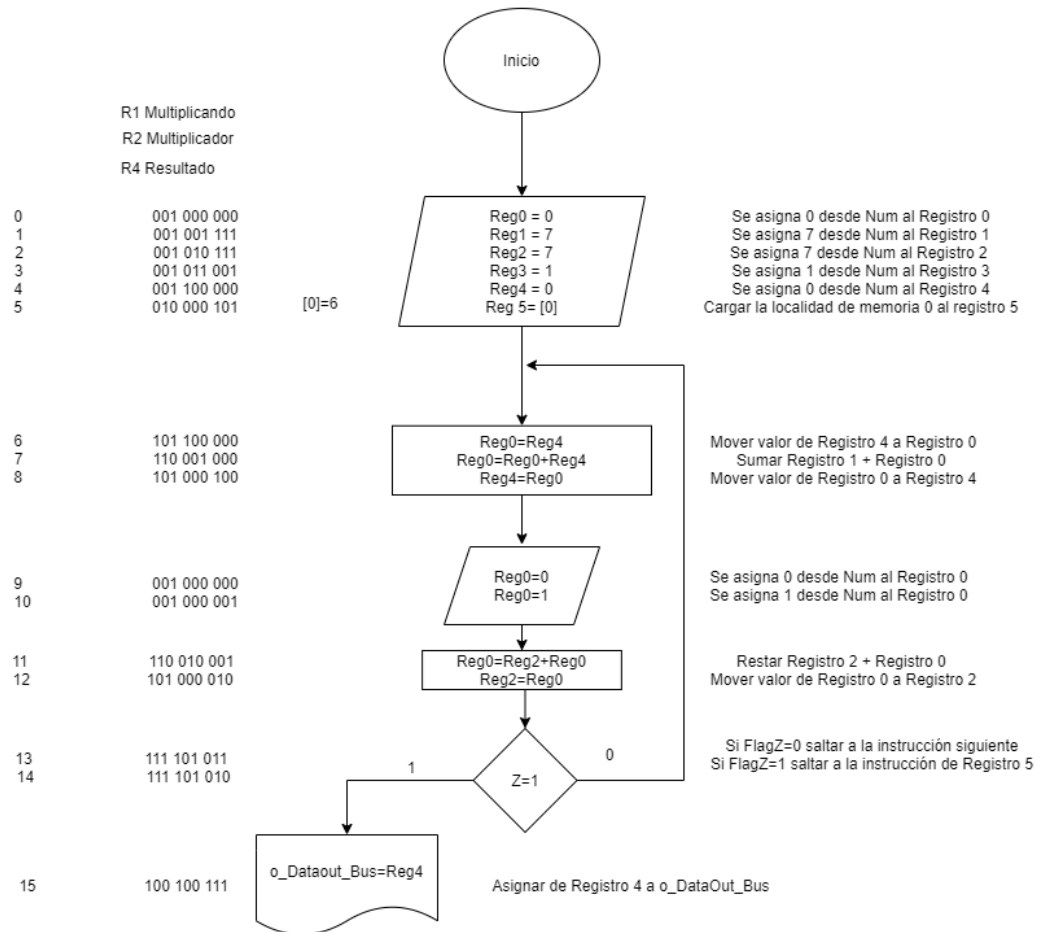 Inicio
R1 Multiplicando
R2 Multiplicador
R4 Resultado
0 001 000 000 Reg0 = 0 Se asigna 0 desde Num al Registro 0
1 001 001 111 Reg1 = 7 Se asigna 7 desde Num al Registro 1
2 001 010 111 Reg2 = 7 Se asigna 7 desde Num al Registro 2
3 001 011 001 Reg3 = 1 Se asigna 1 desde Num al Registro 3
4 001 100 000 Reg4 = 0 Se asigna 0 desde Num al Registro 4
5 010 000 101 [0]=6 Reg 5= [0] Cargar la localidad de memoria 0 al registro 5
6 101 100 000 Reg0=Reg4 Mover valor de Registro 4 a Registro 0
7 110 001 000 Reg0=Reg0+Reg4 Sumar Registro 1 + Registro 0
8 101 000 100 Reg4=Reg0 Mover valor de Registro 0 a Registro 4
9 001 000 000 Reg0=0 Se asigna 0 desde Num al Registro 0
10 001 000 001 Reg0=1 Se asigna 1 desde Num al Registro 0
11 110 010 001 Reg0=Reg2+Reg0 Restar Registro 2 + Registro 0
12 101 000 010 Reg2=Reg0 Mover valor de Registro 0 a Registro 2
13 111 101 011 Si FlagZ=0 saltar a la instrucción siguiente
14 111 101 010 1 Z=1 0 Si FlagZ=1 saltar a la instrucción de Registro 5
15 100 100 111 o_Dataout_Bus=Reg4 Asignar de Registro 4 a o_DataOut_Bus